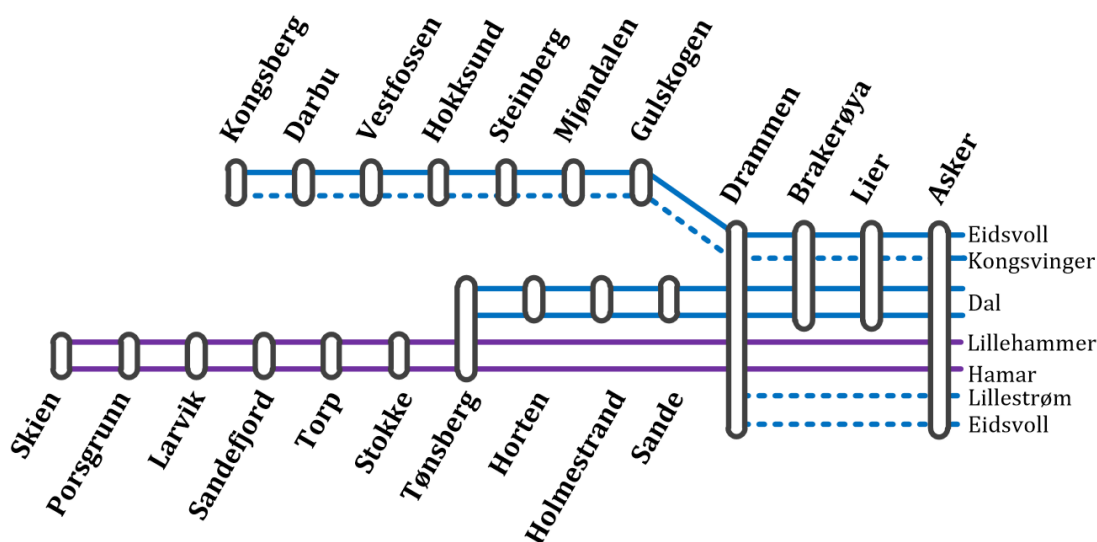 Kongsberg
Darbu
Vestfossen
Hokksund
Steinberg
Mjøndalen
Gulskogen
Drammen
Brakerøya
Lier
Asker
Eidsvoll
Kongsvinger
Dal
Lillehammer
Hamar
Lillestrøm
Eidsvoll
Skien
Porsgrunn
Larvik
Sandefjord
Torp
Stokke
Tønsberg
Horten
Holmestrand
Sande